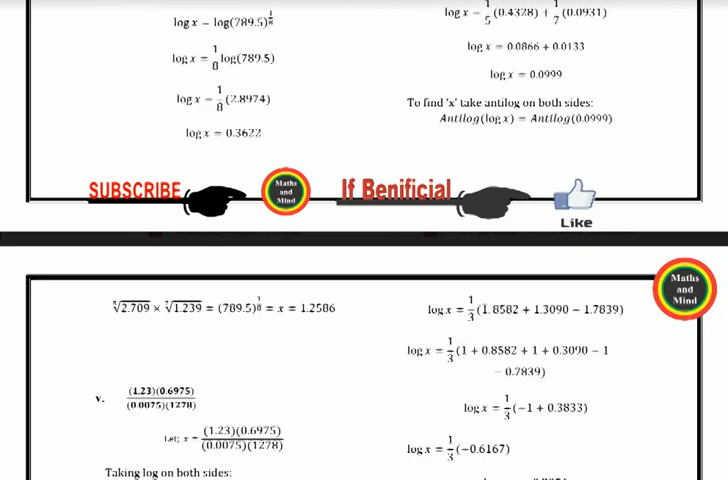 log x = log(789.5)^{1/8}
log x = 1/8 log(789.5)
log x = 1/8 (2.8974)
log x = 0.3622
log x = 1/5 (0.4328) + 1/7 (0.0931)
log x = 0.0866 + 0.0133
log x = 0.0999
To find 'x' take antilog on both sides:
Antilog(log x) = Antilog(0.0999)
SUBSCRIBE
Maths
and
Mind
If Benificial
Like
Maths
and
Mind
⁵√2.709 × ⁷√1.239 = (789.5)^{1/8} = x = 1.2586
v. (1.23)(0.6975)/(0.0075)(1278)
Let; x = (1.23)(0.6975)/(0.0075)(1278)
Taking log on both sides:
log x = 1/3 (1̅.8582 + 1.3090 − 1.7839)
log x = 1/3 (1 + 0.8582 + 1 + 0.3090 − 1
− 0.7839)
log x = 1/3 (−1 + 0.3833)
log x = 1/3 (−0.6167)